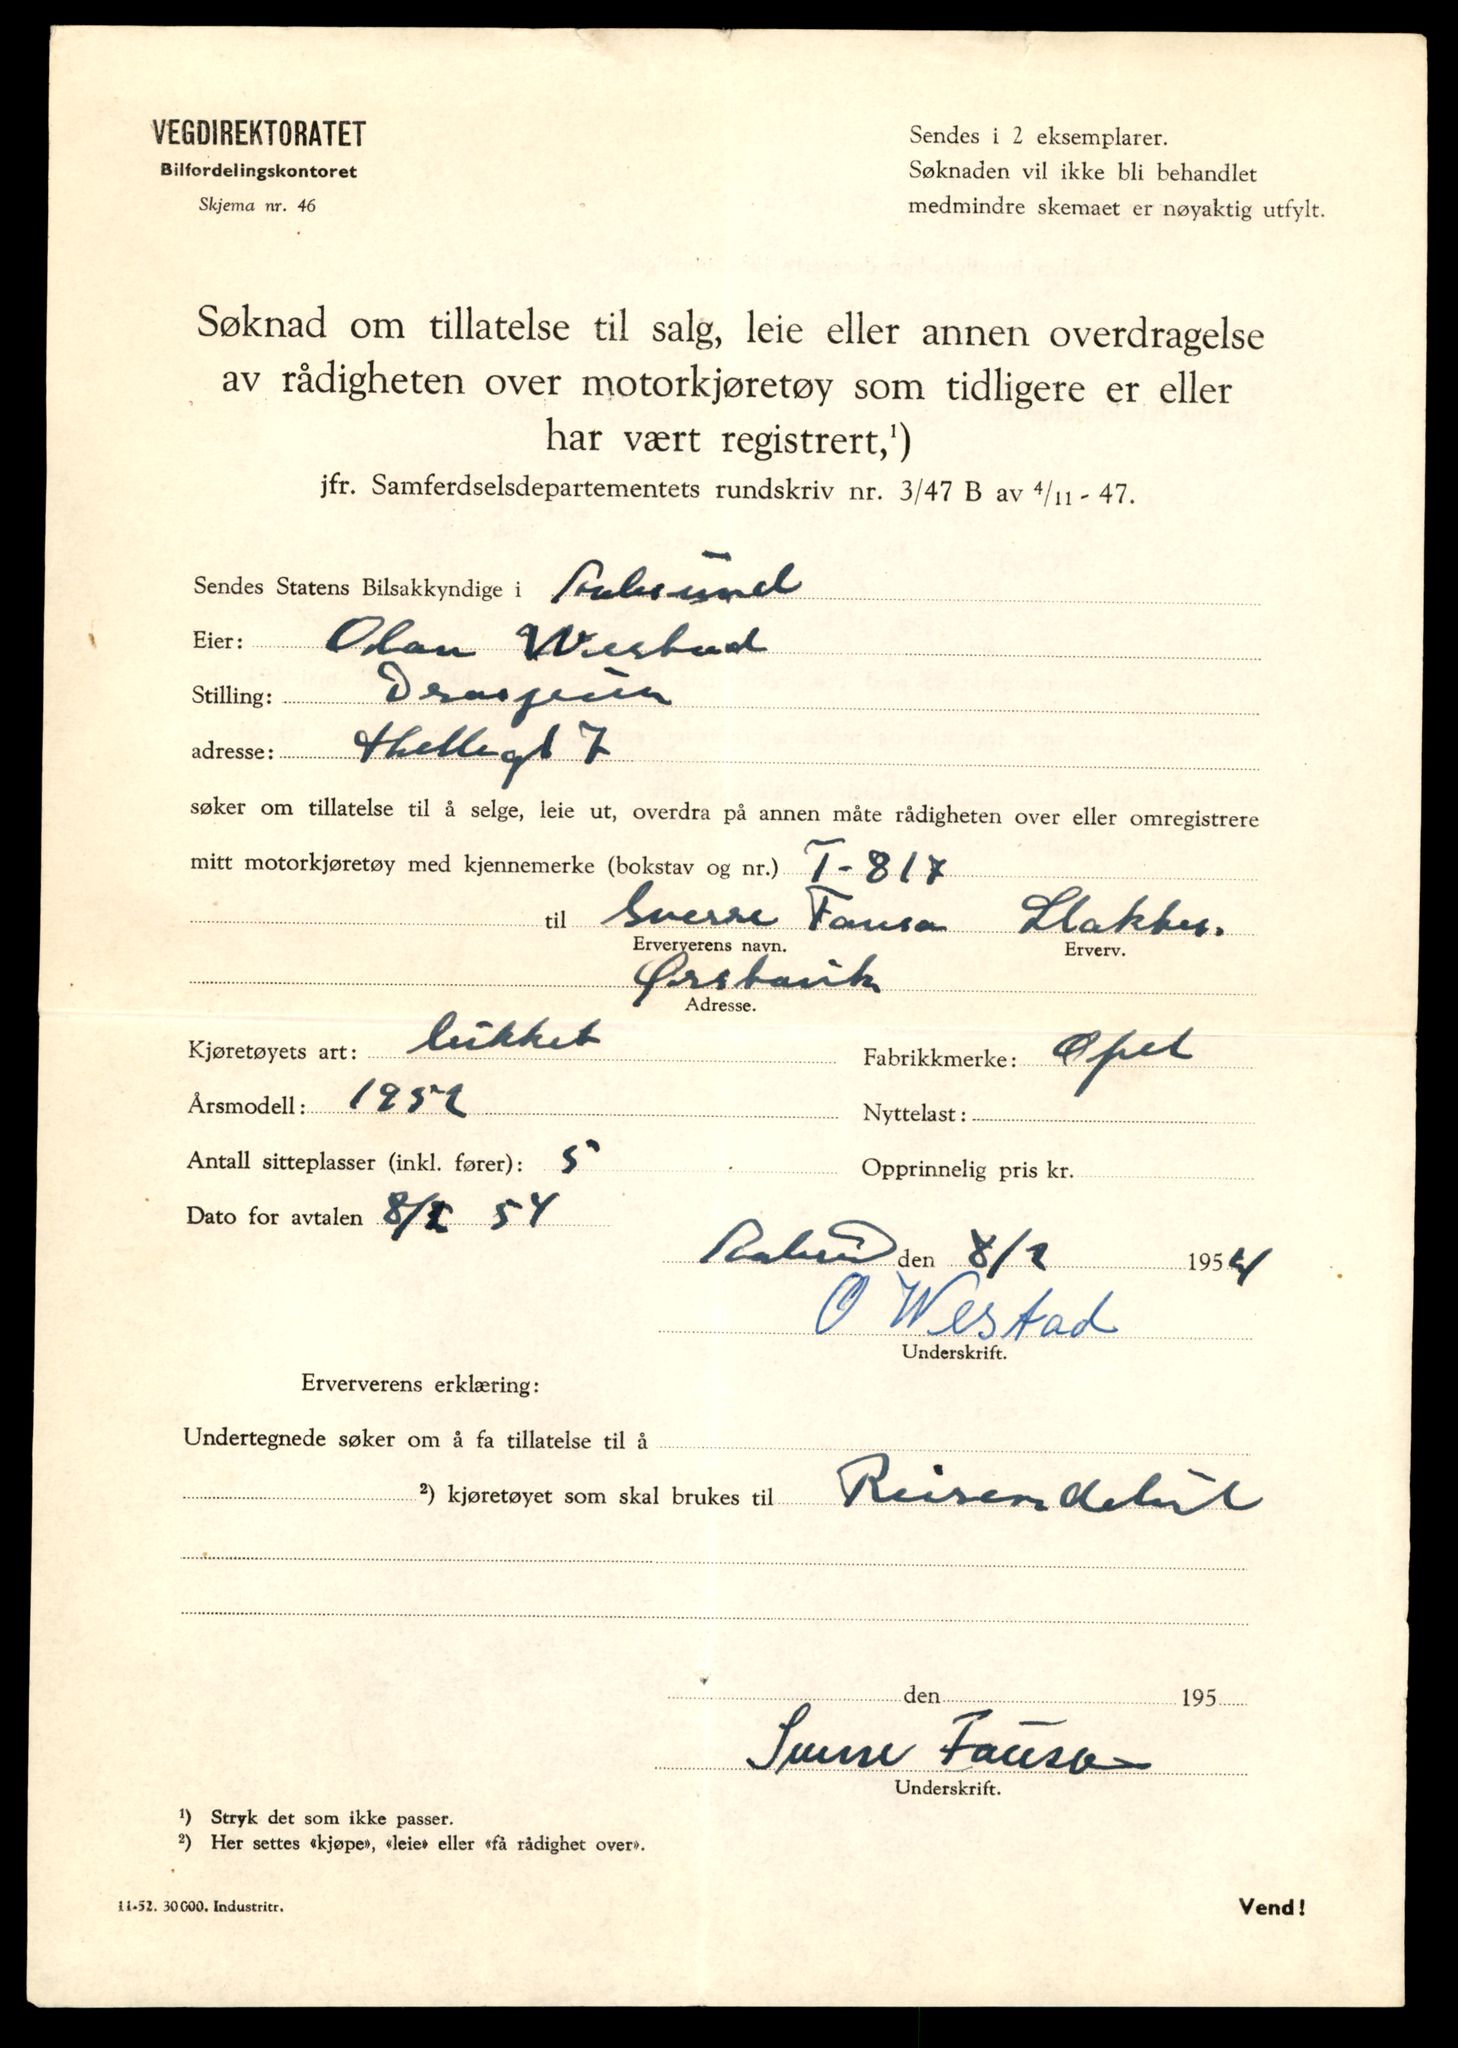 VEGDIREKTORATET
Bilfordelingskontoret
Skjema nr. 46
Sendes i 2 eksemplarer.
Søknaden vil ikke bli behandlet
medmindre skemaet er nøyaktig utfylt.
Søknad om tillatelse til salg, leie eller annen overdragelse
av rådigheten over motorkjøretøy som tidligere er eller
har vært registrert,¹)
jfr. Samferdselsdepartementets rundskriv nr. 3/47 B av 4/11 - 47.
Sendes Statens Bilsakkyndige i Aalesund
Eier: Olav Westad
Stilling:
adresse: 7
søker om tillatelse til å selge, leie ut, overdra på annen måte rådigheten over eller omregistrere
mitt motorkjøretøy med kjennemerke (bokstav og nr.) T-817
til Sverre Fausa
Erververens navn. Erverv.
Ørstavik
Adresse.
Kjøretøyets art: lukket Fabrikkmerke: Opel
Årsmodell: 1952 Nyttelast:
Antall sitteplasser (inkl. fører): 5 Opprinnelig pris kr.
Dato for avtalen 8/2 54
den 8/2 1954
O Westad
Underskrift.
Erververens erklæring:
Undertegnede søker om å fa tillatelse til å
²) kjøretøyet som skal brukes til Reisendebil
den 195
Sverre Fausa
Underskrift.
¹) Stryk det som ikke passer.
²) Her settes «kjøpe», «leie» eller «få rådighet over».
11-52. 30000. Industritr.
Vend!